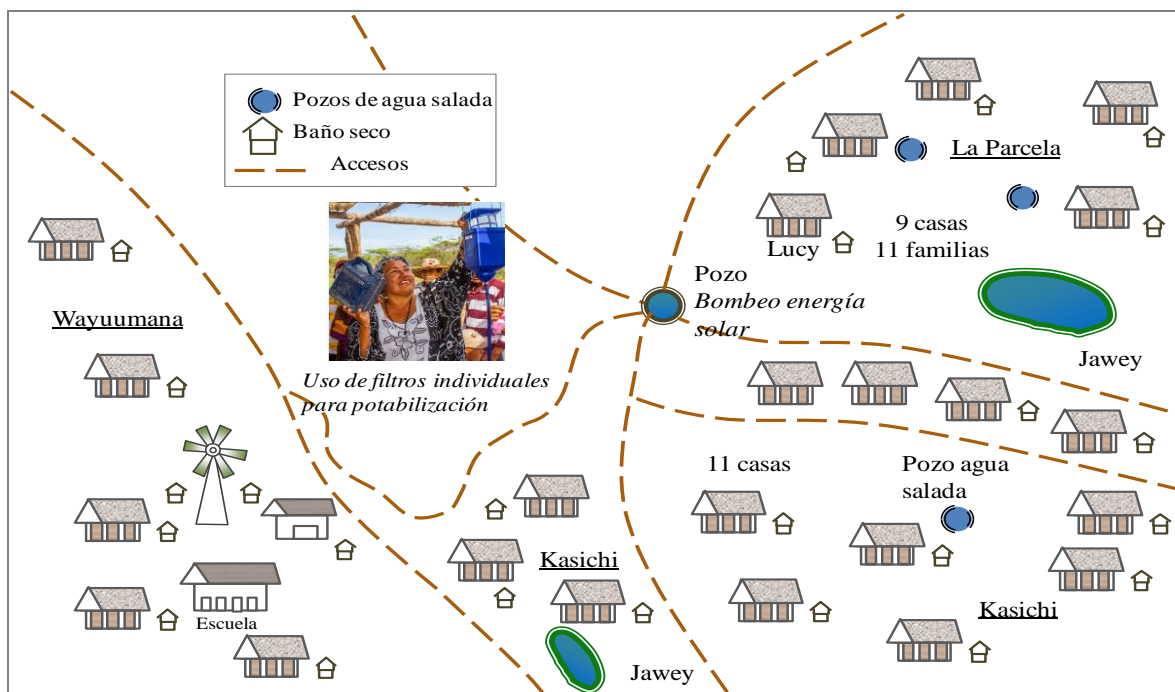 Pozos de agua salada
Baño seco
Accesos
La Parcela
9 casas
11 familias
Lucy
Pozo
Bombeo energía
solar
Jawey
Wayuumana
Uso de filtros individuales
para potabilización
11 casas
Pozo agua
salada
Kasichi
Kasichi
Escuela
Jawey